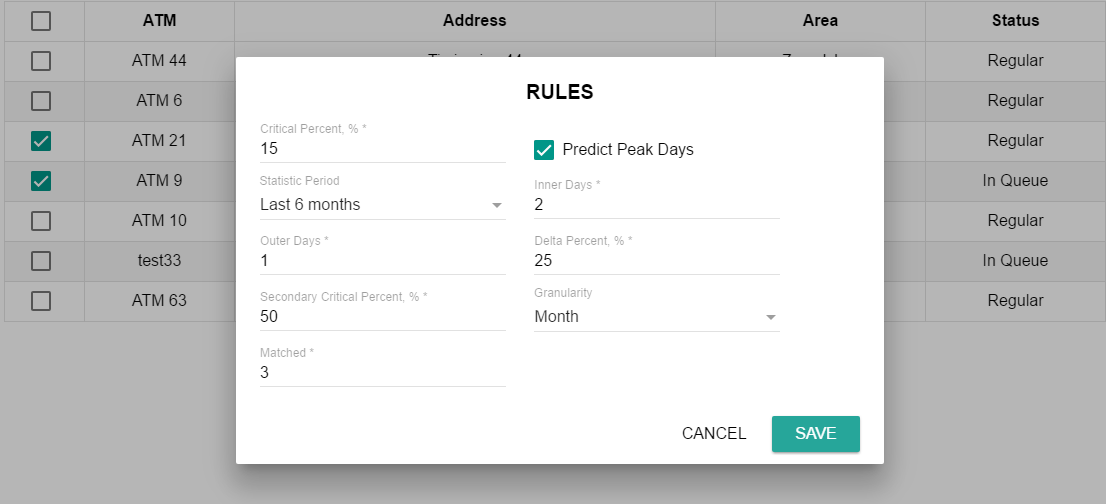 ATM Address Area Status
ATM 44 Regular
ATM 6 Regular
ATM 21 Regular
ATM 9 In Queue
ATM 10 Regular
test33 In Queue
ATM 63 Regular
RULES
Critical Percent, % *
15
Predict Peak Days
Statistic Period
Last 6 months
Inner Days *
2
Outer Days *
1
Delta Percent, % *
25
Secondary Critical Percent, % *
50
Granularity
Month
Matched *
3
CANCEL SAVE